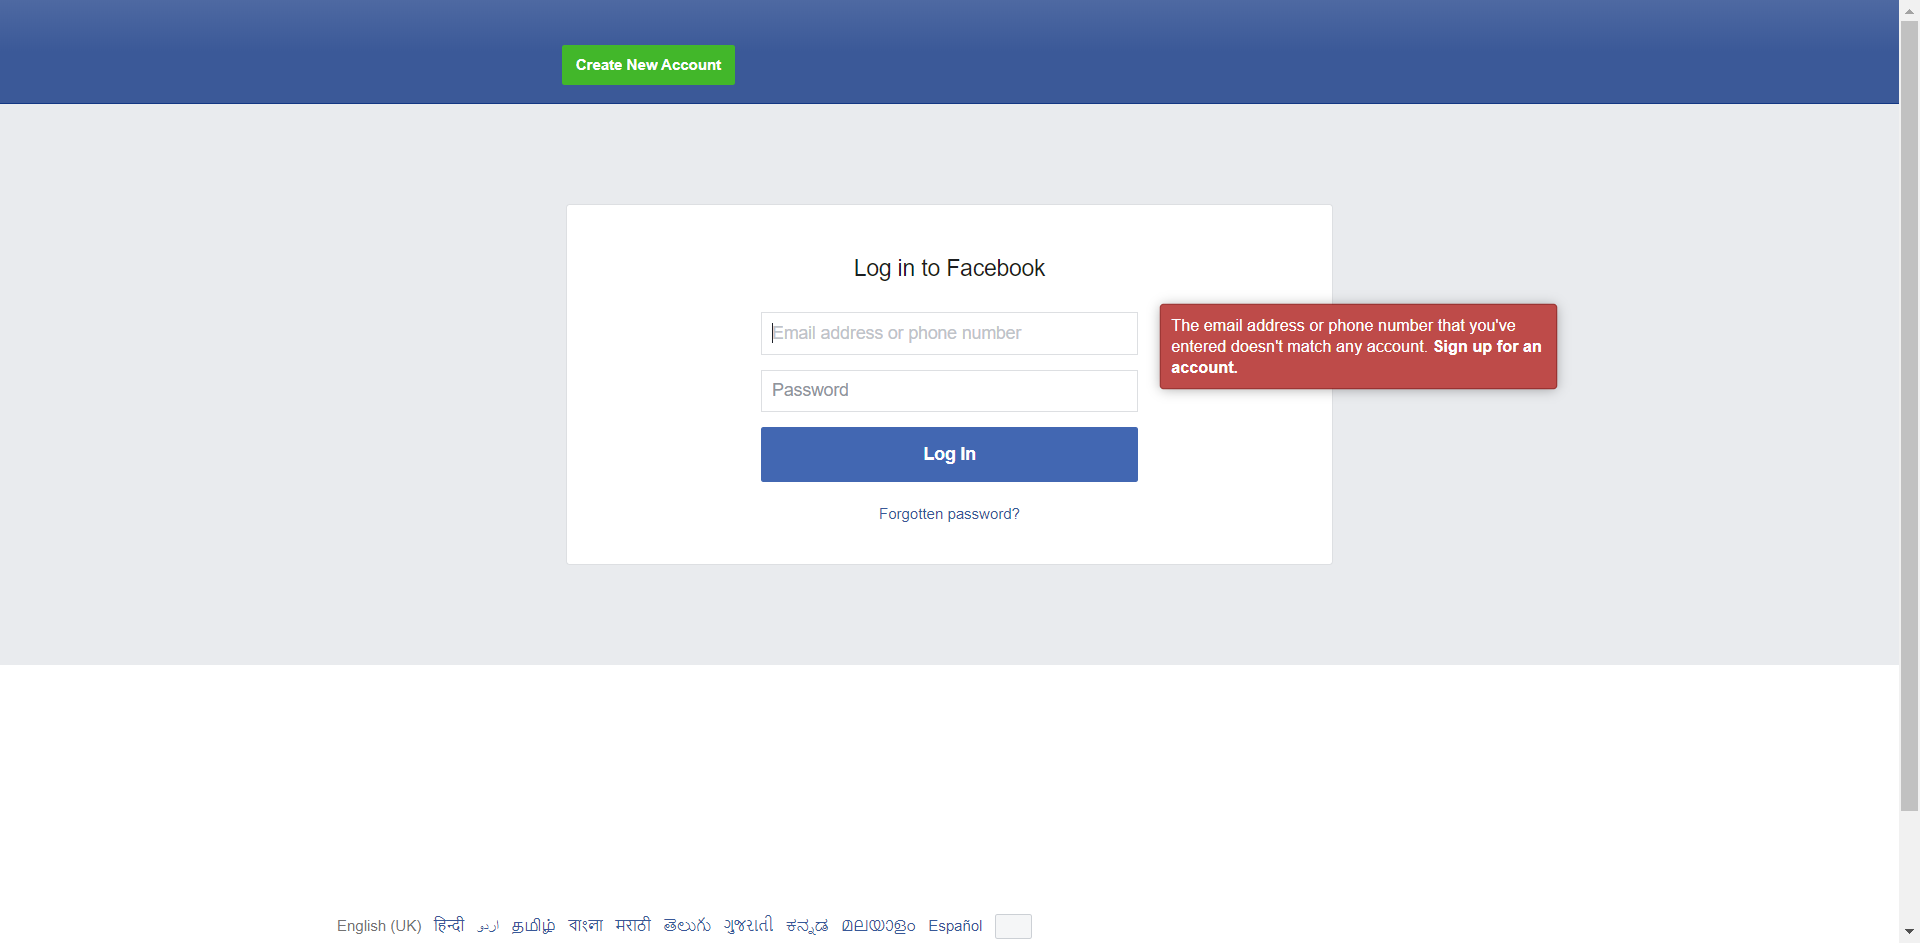 Create New Account
Log in to Facebook
Email address or phone number
The email address or phone number that you've
entered doesn't match any account. Sign up for an
account.
Password
Log In
Forgotten password?
English (UK) हिन्दी اردو தமிழ் বাংলা मराठी తెలుగు ગુજરાતી ಕನ್ನಡ മലയാളം Español